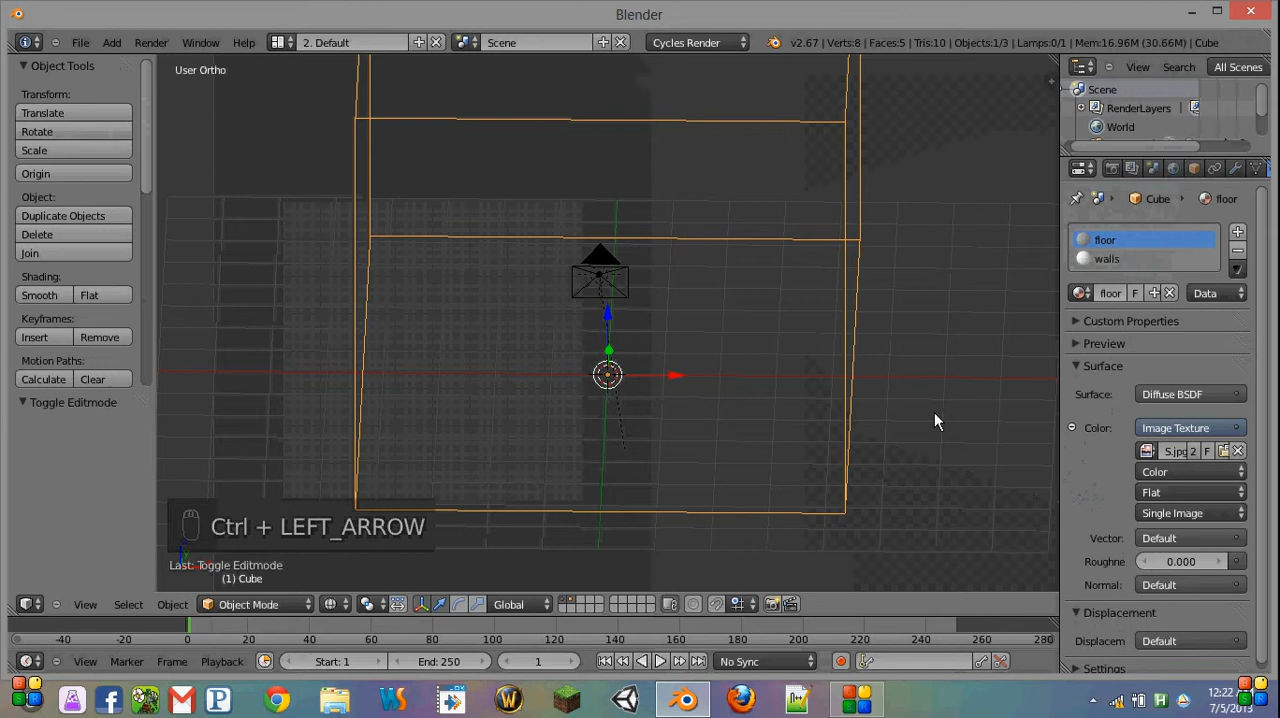 Blender
File Add Render Window Help 2. Default Scene Cycles Render v2.67 | Verts:8 | Faces:5 | Tris:10 | Objects:1/3 | Lamps:0/1 | Mem:16.96M (30.66M) | Cube
Object Tools
Transform:
Translate
Rotate
Scale
Origin
Object:
Duplicate Objects
Delete
Join
Shading:
Smooth Flat
Keyframes:
Insert Remove
Motion Paths:
Calculate Clear
Toggle Editmode
User Ortho
Ctrl + LEFT_ARROW
Last: Toggle Editmode
(1) Cube
View Search All Scenes
Scene
RenderLayers
World
Cube floor
floor
walls
floor F Data
Custom Properties
Preview
Surface
Surface: Diffuse BSDF
Color: Image Texture
S.jpg 2 F
Color
Flat
Single Image
Vector: Default
Roughne 0.000
Normal: Default
Displacement
Displacem Default
Settings
View Select Object Object Mode Global
-40 -20 0 20 40 60 80 100 120 140 160 180 200 220 240 260 280
View Marker Frame Playback Start: 1 End: 250 1 No Sync
12:22
7/5/2013